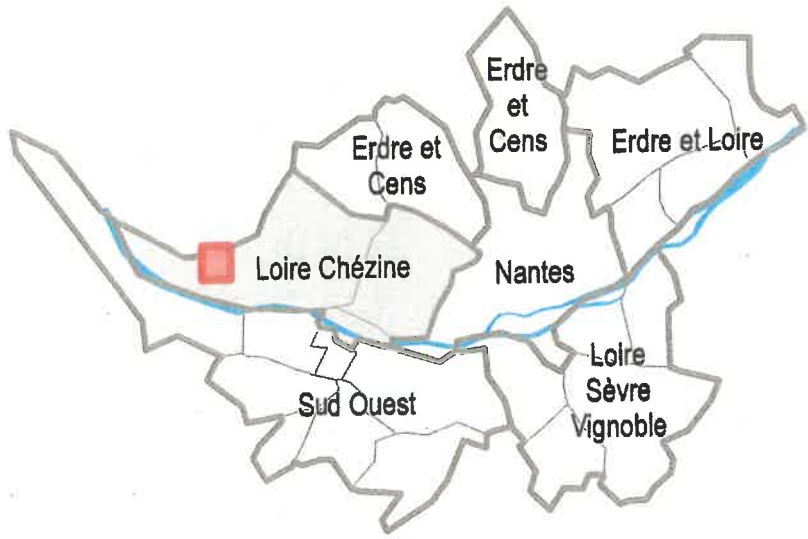 Erdre
et
Cens
Erdre et
Cens
Erdre et Loire
Loire Chézine
Nantes
Loire
Sèvre
Vignoble
Sud Ouest